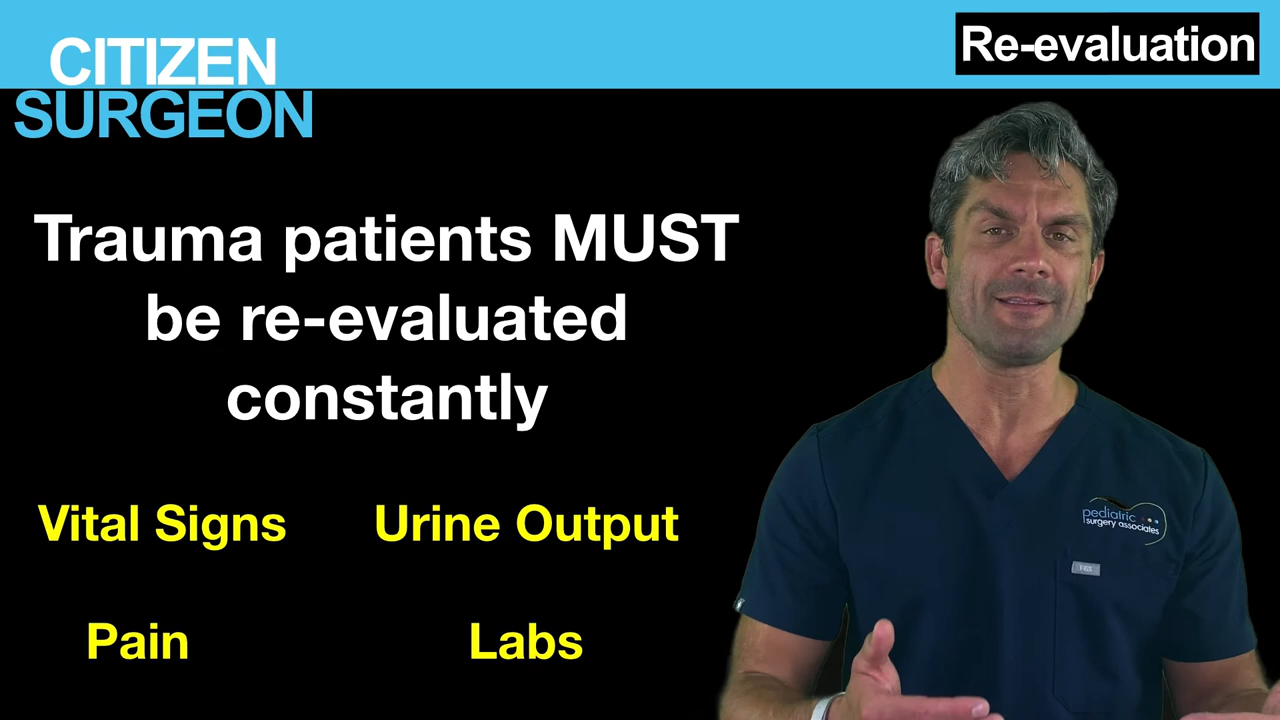 CITIZEN
SURGEON
Re-evaluation
Trauma patients MUST
be re-evaluated
constantly
Vital Signs
Urine Output
Pain
Labs
pediatric
surgery associates
FIGS